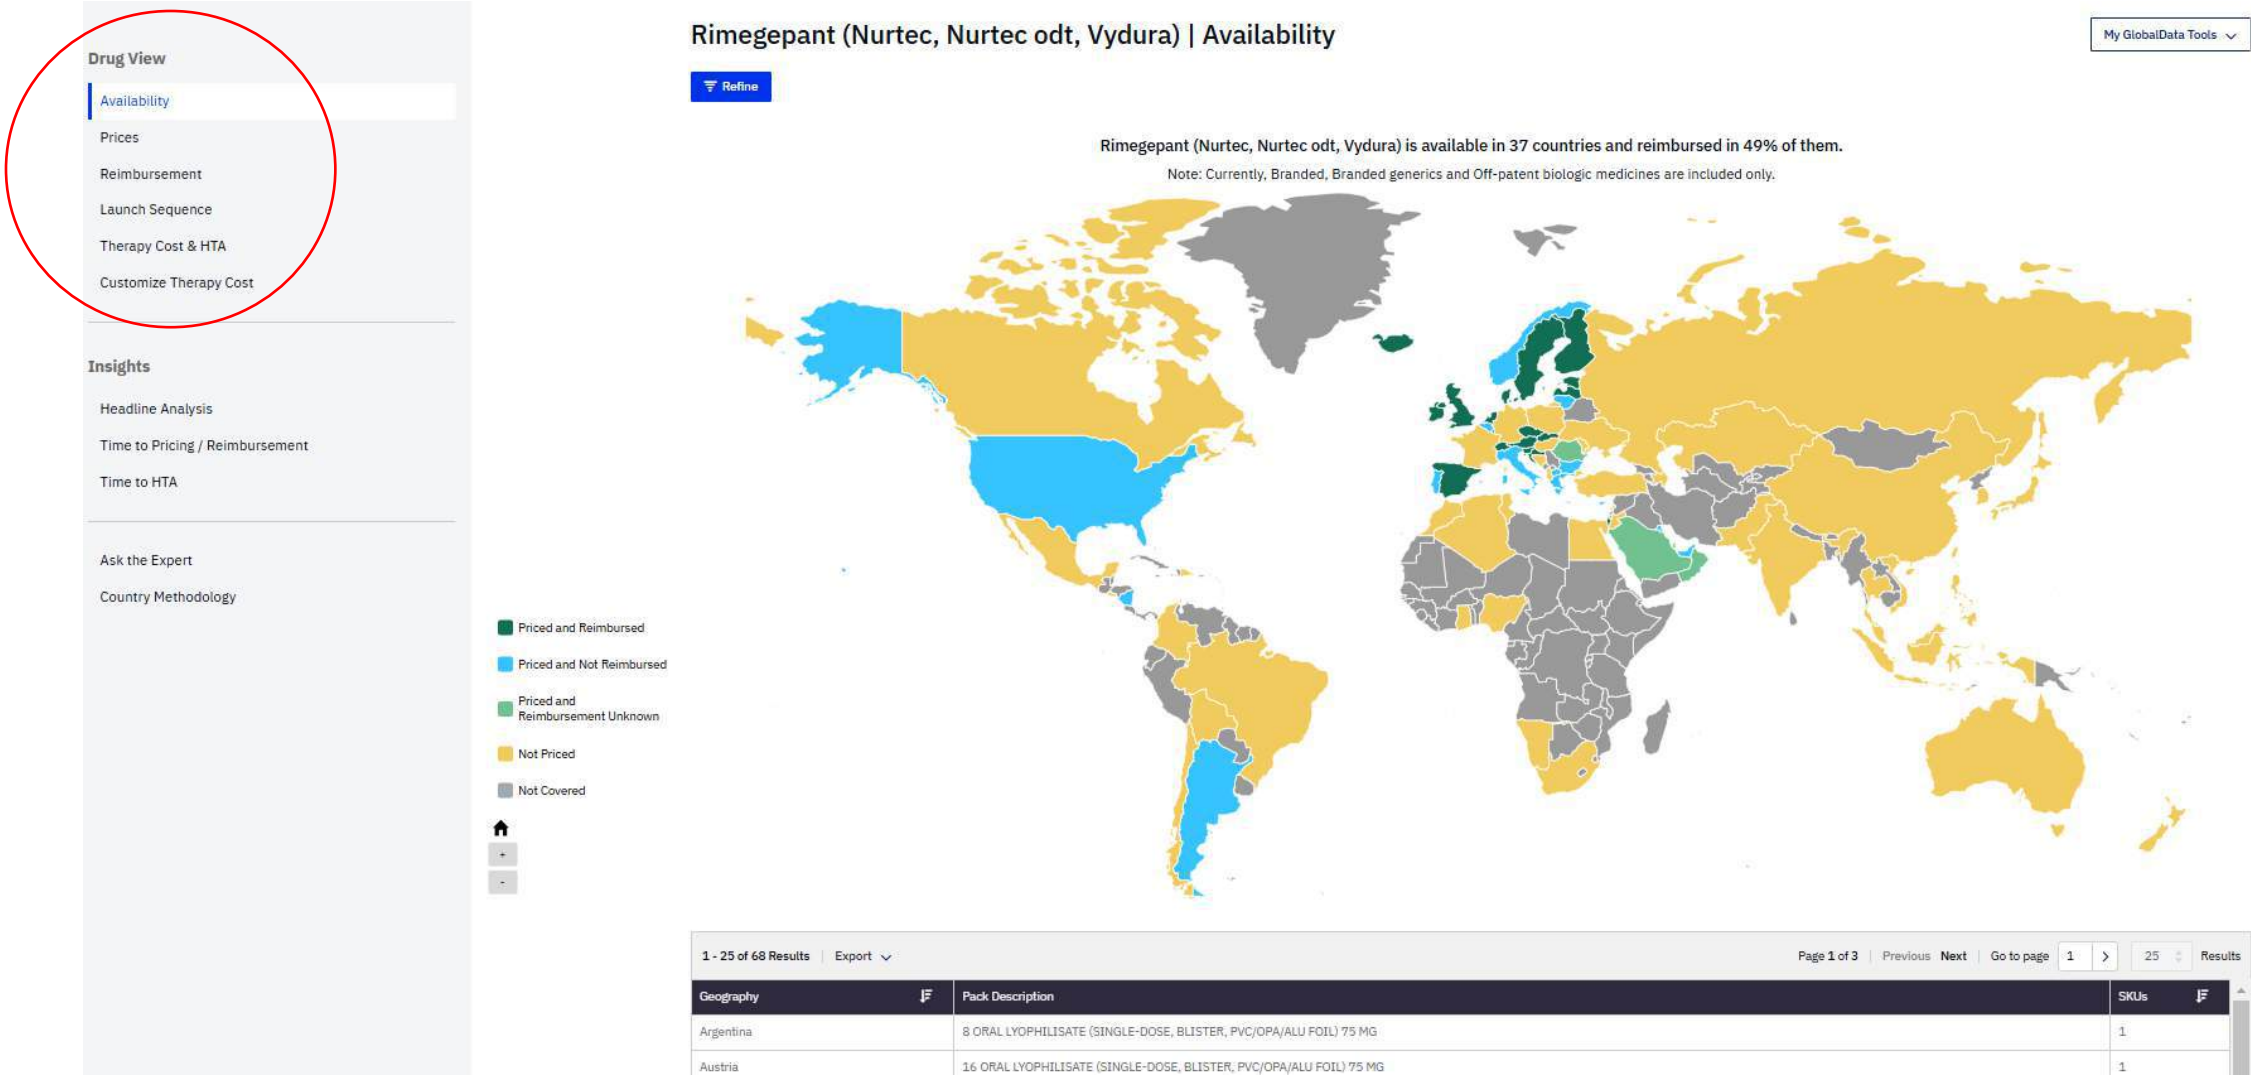 Drug View
Availability
Prices
Reimbursement
Launch Sequence
Therapy Cost & HTA
Customize Therapy Cost
Insights
Headline Analysis
Time to Pricing / Reimbursement
Time to HTA
Ask the Expert
Country Methodology
Rimegepant (Nurtec, Nurtec odt, Vydura) | Availability
My GlobalData Tools
Refine
Rimegepant (Nurtec, Nurtec odt, Vydura) is available in 37 countries and reimbursed in 49% of them.
Note: Currently, Branded, Branded generics and Off-patent biologic medicines are included only.
Priced and Reimbursed
Priced and Not Reimbursed
Priced and
Reimbursement Unknown
Not Priced
Not Covered
+
-
1 - 25 of 68 Results | Export
Page 1 of 3 | Previous Next | Go to page 1 > 25 Results
Geography Pack Description SKUs
Argentina 8 ORAL LYOPHILISATE (SINGLE-DOSE, BLISTER, PVC/OPA/ALU FOIL) 75 MG 1
Austria 16 ORAL LYOPHILISATE (SINGLE-DOSE, BLISTER, PVC/OPA/ALU FOIL) 75 MG 1